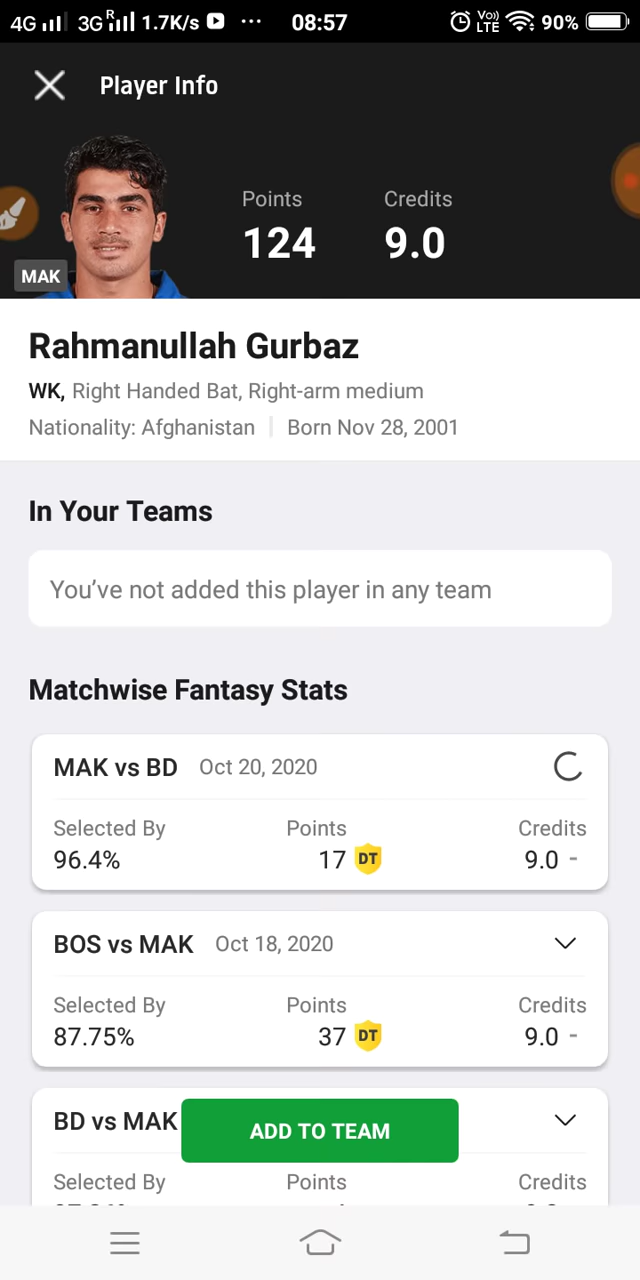 4G 3G R 1.7K/s ••• 08:57 Vo) LTE 90%
Player Info
Points Credits
124 9.0
MAK
Rahmanullah Gurbaz
WK, Right Handed Bat, Right-arm medium
Nationality: Afghanistan | Born Nov 28, 2001
In Your Teams
You’ve not added this player in any team
Matchwise Fantasy Stats
MAK vs BD Oct 20, 2020
Selected By Points Credits
96.4% 17 DT 9.0 -
BOS vs MAK Oct 18, 2020
Selected By Points Credits
87.75% 37 DT 9.0 -
BD vs MAK
ADD TO TEAM
Selected By Points Credits